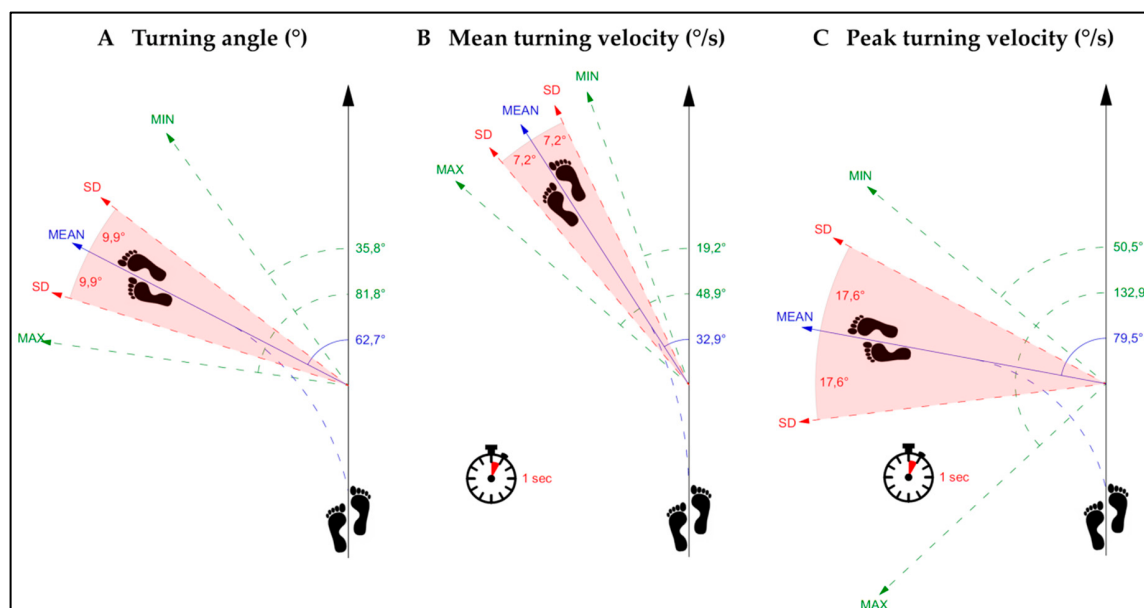 A Turning angle (°)
MIN
SD
MEAN
9,9°
9,9°
SD
MAX
35,8°
81,8°
62,7°
B Mean turning velocity (°/s)
MIN
SD
MEAN
SD
7,2°
7,2°
MAX
19,2°
48,9°
32,9°
1 sec
C Peak turning velocity (°/s)
MIN
SD
17,6°
MEAN
17,6°
SD
50,5°
132,9
79,5°
1 sec
MAX